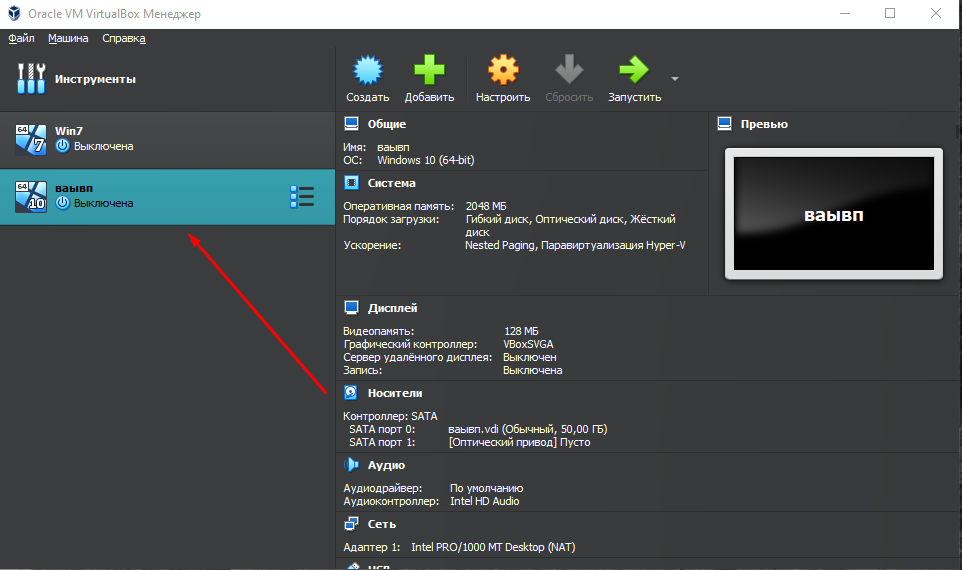 Oracle VM VirtualBox Менеджер
Файл Машина Справка
Инструменты
Создать Добавить Настроить Сбросить Запустить
64
7
Win7
Выключена
64
10
ваывп
Выключена
Общие
Имя: ваывп
ОС: Windows 10 (64-bit)
Система
Оперативная память: 2048 МБ
Порядок загрузки: Гибкий диск, Оптический диск, Жёсткий
диск
Ускорение: Nested Paging, Паравиртуализация Hyper-V
Превью
ваывп
Дисплей
Видеопамять: 128 МБ
Графический контроллер: VBoxSVGA
Сервер удалённого дисплея: Выключен
Запись: Выключена
Носители
Контроллер: SATA
SATA порт 0: ваывп.vdi (Обычный, 50,00 ГБ)
SATA порт 1: [Оптический привод] Пусто
Аудио
Аудиодрайвер: По умолчанию
Аудиоконтроллер: Intel HD Audio
Сеть
Адаптер 1: Intel PRO/1000 MT Desktop (NAT)